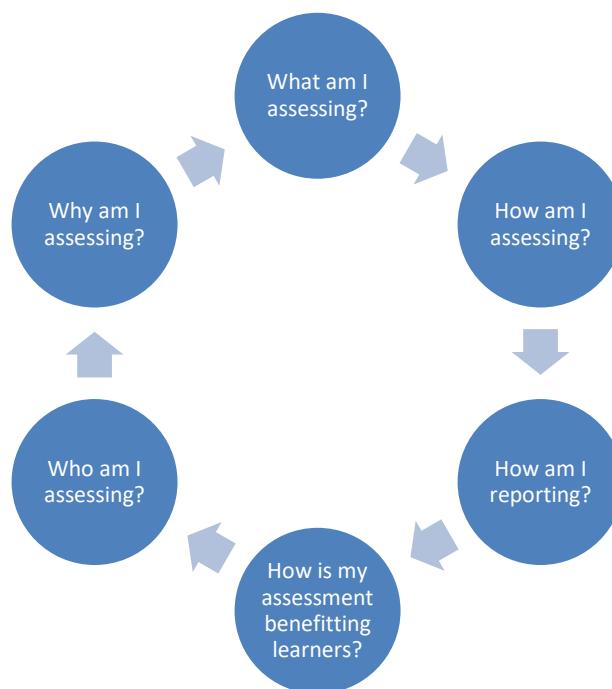 What am I
assessing?
How am I
assessing?
How am I
reporting?
How is my
assessment
benefitting
learners?
Who am I
assessing?
Why am I
assessing?